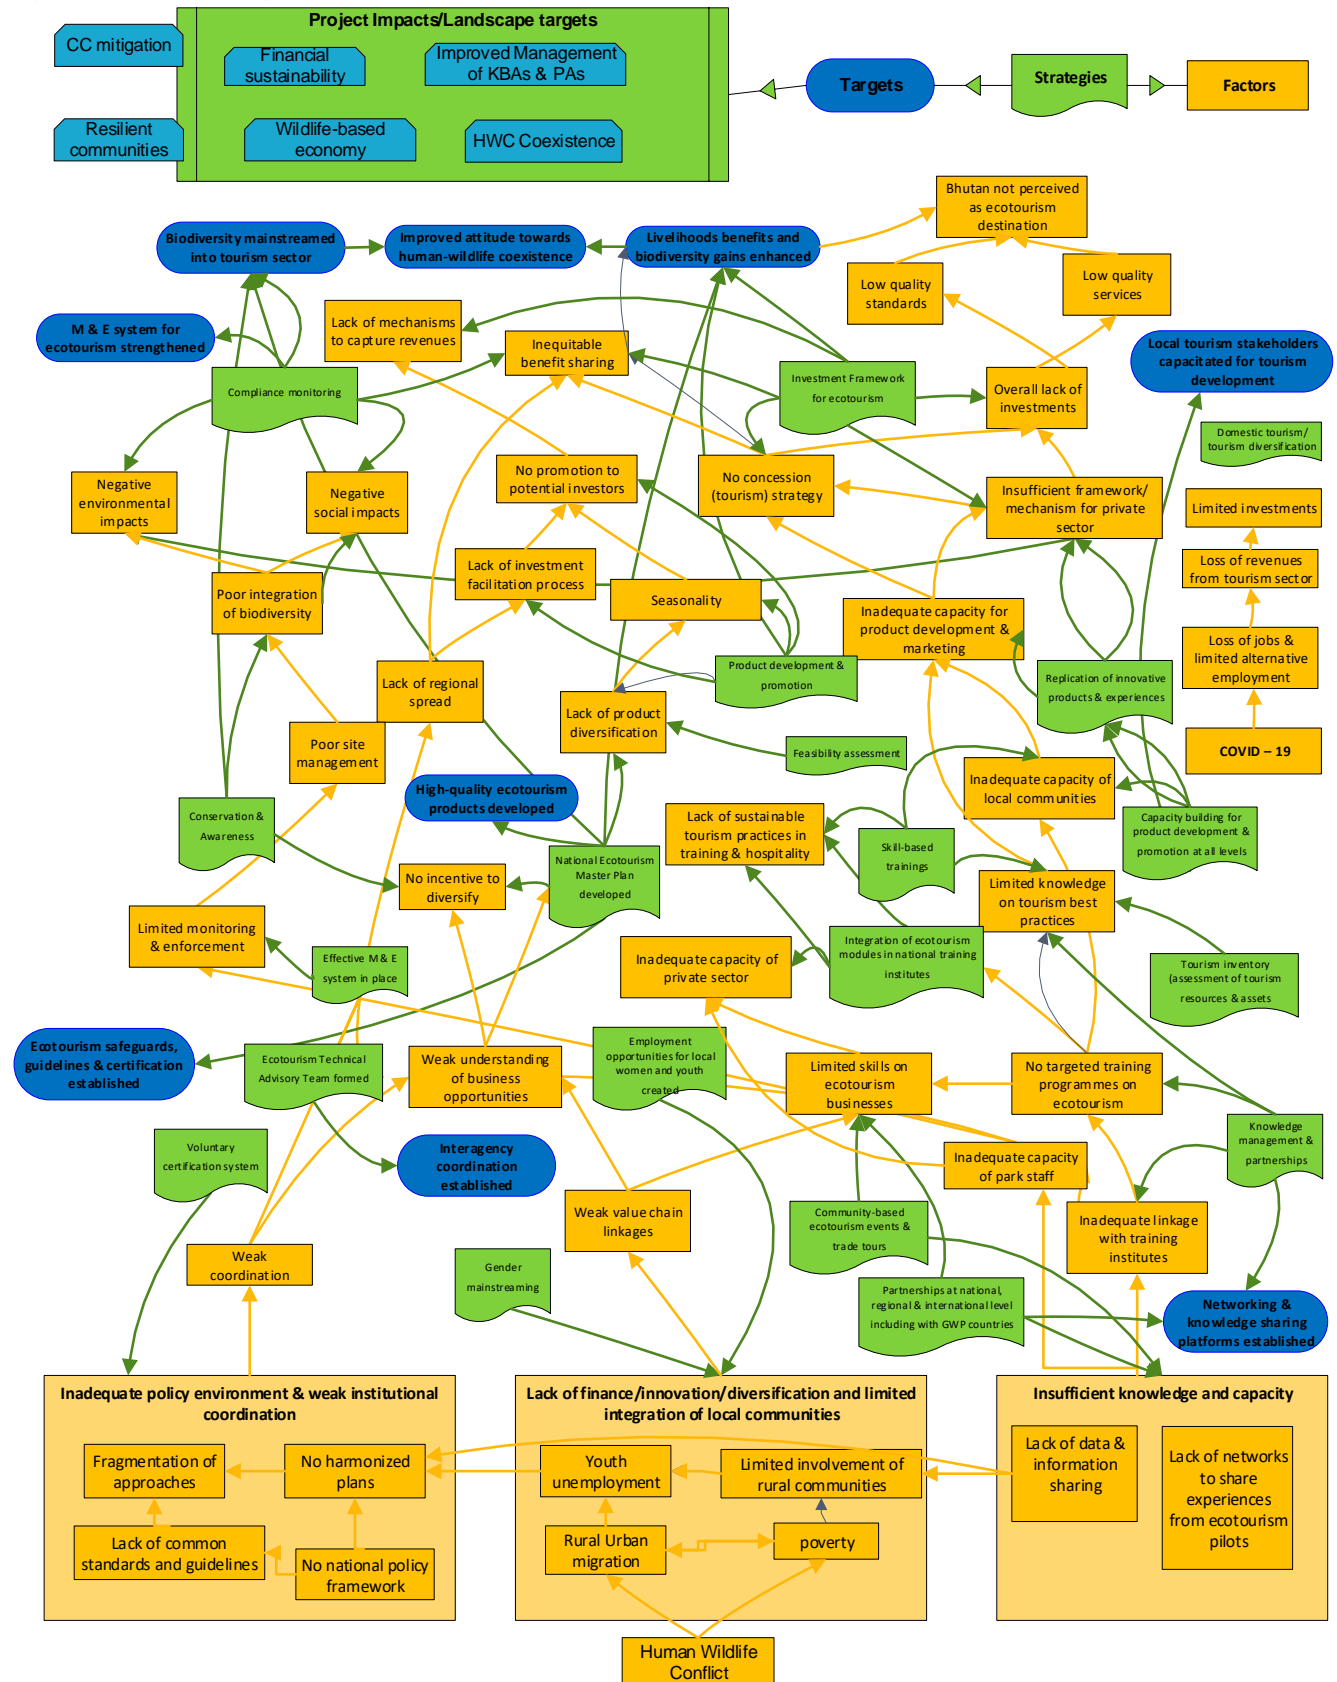 Project Impacts/Landscape targets
CC mitigation
Financial
sustainability
Improved Management
of KBAs & PAs
Resilient
communities
Wildlife-based
economy
HWC Coexistence
Targets
Strategies
Factors
Bhutan not perceived
as ecotourism
destination
Biodiversity mainstreamed
into tourism sector
Improved attitude towards
human-wildlife coexistence
Livelihoods benefits and
biodiversity gains enhanced
Low quality
standards
Low quality
services
M & E system for
ecotourism strengthened
Lack of mechanisms
to capture revenues
Inequitable
benefit sharing
Local tourism stakeholders
capacitated for tourism
development
Compliance monitoring
Investment Framework
for ecotourism
Overall lack of
investments
Domestic tourism/
tourism diversification
Negative
environmental
impacts
Negative
social impacts
No promotion to
potential investors
No concession
(tourism) strategy
Insufficient framework/
mechanism for private
sector
Limited investments
Lack of investment
facilitation process
Loss of revenues
from tourism sector
Poor integration
of biodiversity
Seasonality
Inadequate capacity for
product development &
marketing
Loss of jobs &
limited alternative
employment
Lack of regional
spread
Product development &
promotion
Replication of innovative
products & experiences
Lack of product
diversification
Poor site
management
Feasibility assessment
COVID – 19
High-quality ecotourism
products developed
Inadequate capacity of
local communities
Conservation &
Awareness
Lack of sustainable
tourism practices in
training & hospitality
Skill-based
trainings
Capacity building for
product development &
promotion at all levels
No incentive to
diversify
National Ecotourism
Master Plan
developed
Limited knowledge
on tourism best
practices
Limited monitoring
& enforcement
Effective M & E
system in place
Inadequate capacity of
private sector
Integration of ecotourism
modules in national training
institutes
Tourism inventory
(assessment of tourism
resources & assets
Ecotourism safeguards,
guidelines & certification
established
Ecotourism Technical
Advisory Team formed
Weak understanding
of business
opportunities
Employment
opportunities for local
women and youth
created
Limited skills on
ecotourism
businesses
No targeted training
programmes on
ecotourism
Voluntary
certification system
Interagency
coordination
established
Inadequate capacity
of park staff
Knowledge
management &
partnerships
Weak value chain
linkages
Community-based
ecotourism events &
trade tours
Inadequate linkage
with training
institutes
Weak
coordination
Gender
mainstreaming
Partnerships at national,
regional & international level
including with GWP countries
Networking &
knowledge sharing
platforms established
Inadequate policy environment & weak institutional
coordination
Fragmentation of
approaches
No harmonized
plans
Lack of common
standards and guidelines
No national policy
framework
Lack of finance/innovation/diversification and limited
integration of local communities
Youth
unemployment
Limited involvement of
rural communities
Rural Urban
migration
poverty
Insufficient knowledge and capacity
Lack of data &
information
sharing
Lack of networks
to share
experiences
from ecotourism
pilots
Human Wildlife
Conflict